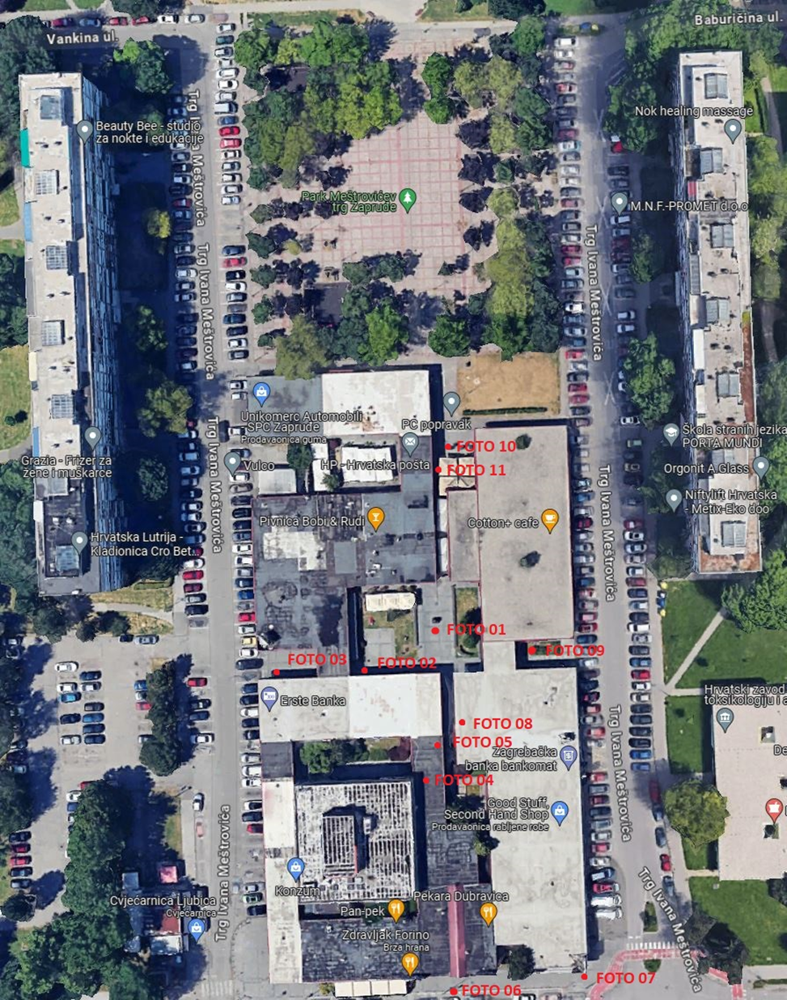 Vankina ul.
Baburičina ul.
Beauty Bee - studio
za nokte i edukacije
Nok healing massage
Trg Ivana Meštrovića
Park Meštrovićev
trg Zapruđe
M.N.F.-PROMET d.o.o
Trg Ivana Meštrovića
Trg Ivana Meštrovića
Unikomerc Automobili
- SPC Zapruđe
Prodavaonica guma
PC popravak
Škola stranih jezika
PORTA MUNDI
Grazia - Frizer za
žene i muškarce
Vulco
HP - Hrvatska pošta
FOTO 10
FOTO 11
Orgonit A.Glass
Trg Ivana Meštrovića
Trg Ivana Meštrovića
Niftylift Hrvatska
- Metix-Eko doo
Pivnica Bobi & Rudi
Cotton+ cafe
Hrvatska Lutrija -
Kladionica Cro Bet...
FOTO 01
FOTO 03
FOTO 02
FOTO 09
Erste Banka
Hrvatski zavod
toksikologiju i a
FOTO 08
FOTO 05
Zagrebačka
banka bankomat
De
FOTO 04
Trg Ivana Meštrovića
Good Stuff,
Second Hand Shop
Prodavaonica rabljene robe
Trg Ivana Meštrovića
Konzum
Cvjećarnica Ljubica
Cvjećarnica
Pan-pek
Pekara Dubravica
Zdravljak Forino
Brza hrana
Trg Ivana Meštrovića
FOTO 07
FOTO 06